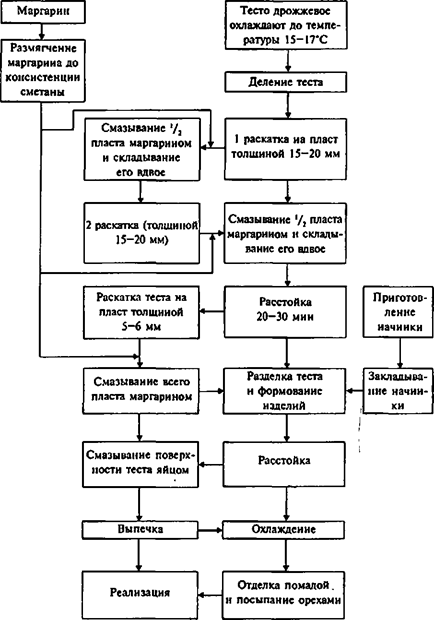 Маргарин
Размягчение
маргарина до
консистенции
сметаны
Тесто дрожжевое
охлаждают до темпе-
ратуры 15—17°С
Деление теста
Смазывание 1/2
пласта маргарином
и складывание
его вдвое
1 раскатка на пласт
толщиной 15—20 мм
2 раскатка (толщиной
15—20 мм)
Смазывание 1/2 пласта
маргарином и склады-
вание его вдвое
Раскатка теста на
пласт толщиной
5—6 мм
Расстойка
20—30 мин
Приготов-
ление
начинки
Смазывание всего
пласта маргарином
Разделка теста
и формование
изделий
Закладыва-
ние начин-
ки
Смазывание поверх-
ности теста яйцом
Расстойка
Выпечка
Охлаждение
Реализация
Отделка помадой
и посыпание орехами